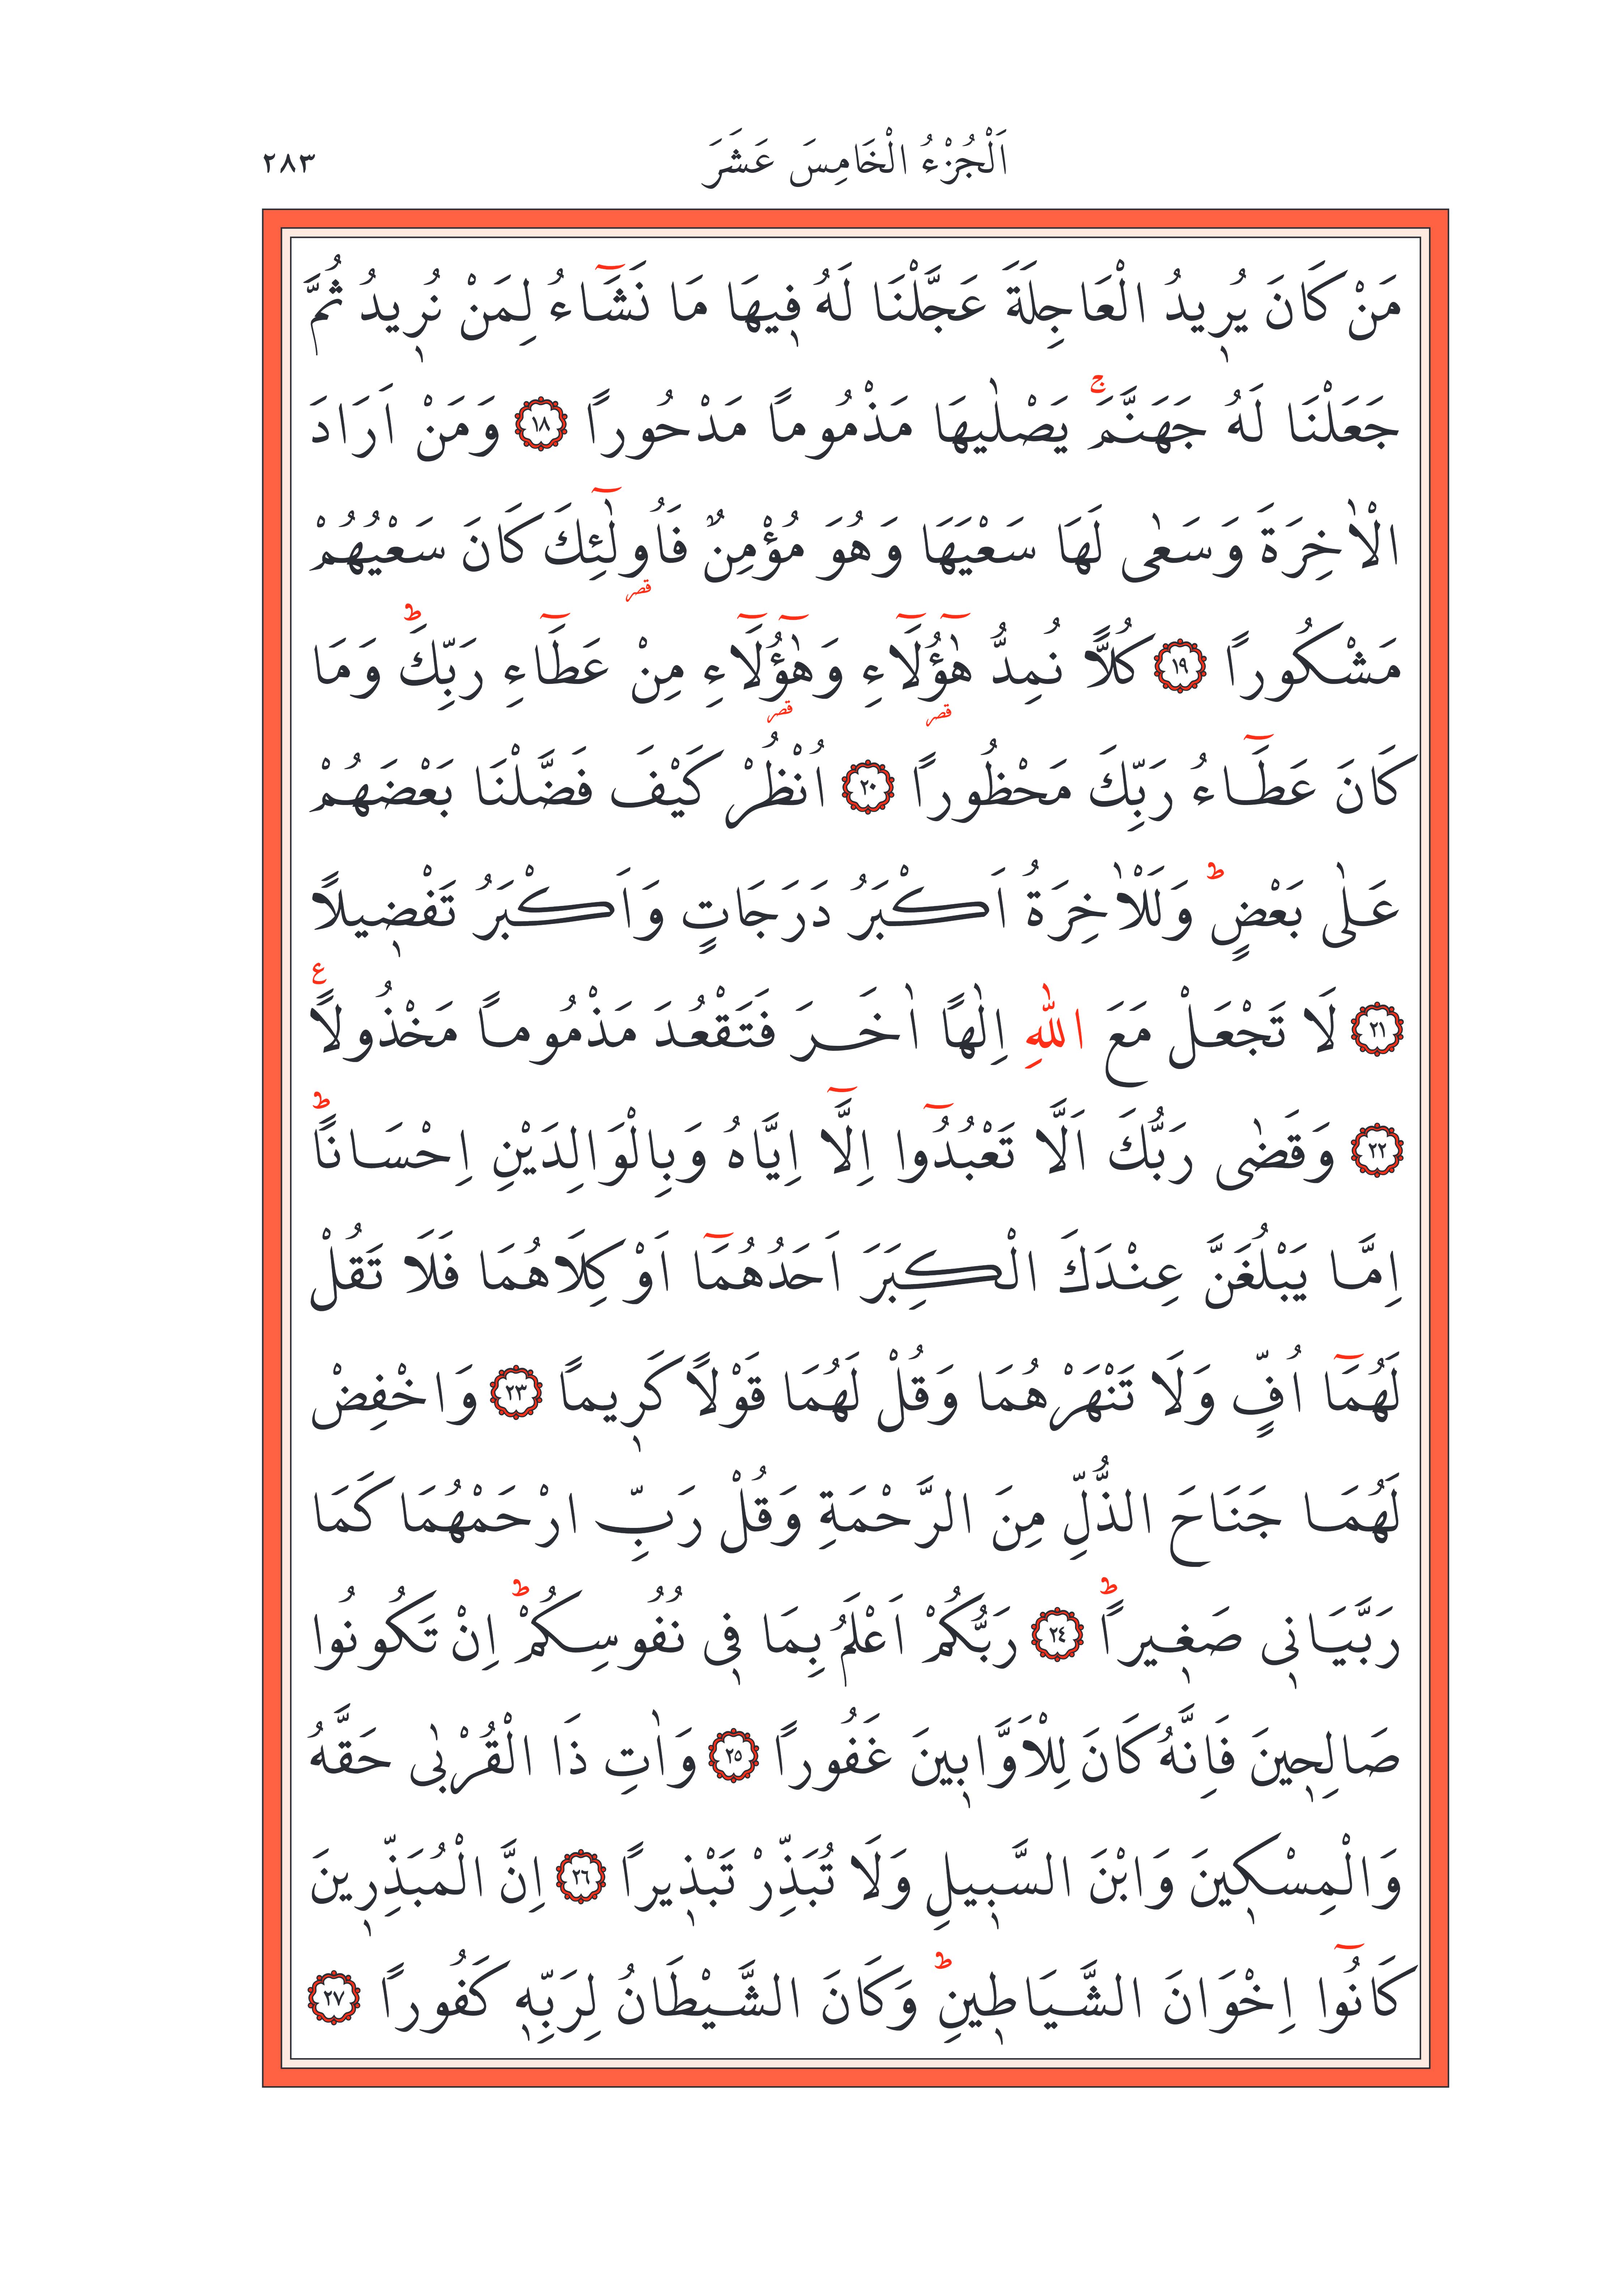 اَلْجُزْءُ الْخَامِسَ عَشَرَ ٢٨٣
مَنْ كَانَ يُر۪يدُ الْعَاجِلَةَ عَجَّلْنَا لَهُ ف۪يهَا مَا نَشَٓاءُ لِمَنْ نُر۪يدُ ثُمَّ
جَعَلْنَا لَهُ جَهَنَّمَۚ يَصْلٰيهَا مَذْمُوماً مَدْحُوراً ﴿١٨﴾ وَمَنْ اَرَادَ
الْاٰخِرَةَ وَسَعٰى لَهَا سَعْيَهَا وَهُوَ مُؤْمِنٌ فَاُو۬لٰٓئِكَ كَانَ سَعْيُهُمْ
قصر
مَشْكُوراً ﴿١٩﴾ كُلاًّ نُمِدُّ هٰٓؤُ۬لَٓاءِ وَهٰٓؤُ۬لَٓاءِ مِنْ عَطَٓاءِ رَبِّكَۜ وَمَا
قصر قصر
كَانَ عَطَٓاءُ رَبِّكَ مَحْظُوراً ﴿٢٠﴾ اُنْظُرْ كَيْفَ فَضَّلْنَا بَعْضَهُمْ
عَلٰى بَعْضٍۜ وَلَلْاٰخِرَةُ اَكْبَرُ دَرَجَاتٍ وَاَكْبَرُ تَفْض۪يلاً
﴿٢١﴾ لَا تَجْعَلْ مَعَ اللّٰهِ اِلٰهاً اٰخَرَ فَتَقْعُدَ مَذْمُوماً مَخْذُولاًࣖ
﴿٢٢﴾ وَقَضٰى رَبُّكَ اَلَّا تَعْبُدُٓوا اِلَّٓا اِيَّاهُ وَبِالْوَالِدَيْنِ اِحْسَاناًۜ
اِمَّا يَبْلُغَنَّ عِنْدَكَ الْكِبَرَ اَحَدُهُمَٓا اَوْ كِلَاهُمَا فَلَا تَقُلْ
لَهُمَٓا اُفٍّ وَلَا تَنْهَرْهُمَا وَقُلْ لَهُمَا قَوْلاً كَر۪يماً ﴿٢٣﴾ وَاخْفِضْ
لَهُمَا جَنَاحَ الذُّلِّ مِنَ الرَّحْمَةِ وَقُلْ رَبِّ ارْحَمْهُمَا كَمَا
رَبَّيَان۪ي صَغ۪يراًۜ ﴿٢٤﴾ رَبُّكُمْ اَعْلَمُ بِمَا ف۪ي نُفُوسِكُمْۜ اِنْ تَكُونُوا
صَالِح۪ينَ فَاِنَّهُ كَانَ لِلْاَوَّاب۪ينَ غَفُوراً ﴿٢٥﴾ وَاٰتِ ذَا الْقُرْبٰى حَقَّهُ
وَالْمِسْك۪ينَ وَابْنَ السَّب۪يلِ وَلَا تُبَذِّرْ تَبْذ۪يراً ﴿٢٦﴾ اِنَّ الْمُبَذِّر۪ينَ
كَانُٓوا اِخْوَانَ الشَّيَاط۪ينِۜ وَكَانَ الشَّيْطَانُ لِرَبِّه۪ كَفُوراً ﴿٢٧﴾